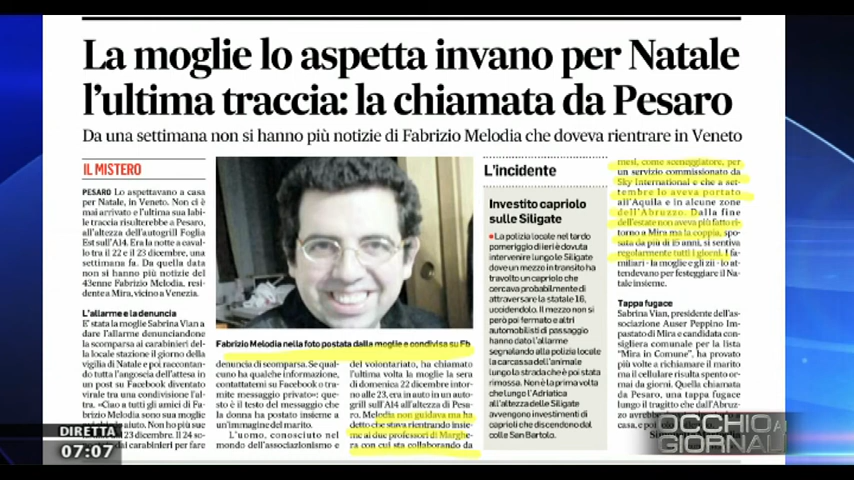 La moglie lo aspetta invano per Natale
l'ultima traccia: la chiamata da Pesaro
Da una settimana non si hanno più notizie di Fabrizio Melodia che doveva rientrare in Veneto
IL MISTERO
PESARO Lo aspettavano a casa
per Natale, in Veneto. Non ci è
mai arrivato e l'ultima sua labi-
le traccia risulterebbe a Pesaro,
all'altezza dell'autogrill Foglia
Est sull'A14. Era la notte a caval-
lo tra il 22 e il 23 dicembre, una
settimana fa. Da quella data
non si hanno più notizie del
43enne Fabrizio Melodia, resi-
dente a Mira, vicino a Venezia.
L'allarme e la denuncia
E' stata la moglie Sabrina Vian a
dare l'allarme denunciandone
la scomparsa ai carabinieri del-
la locale stazione il giorno della
vigilia di Natale e poi raccontan-
do tutta l'angoscia dell'attesa in
un post su Facebook diventato
virale tra una condivisione l'al-
tra. «Ciao a tutti gli amici di Fa-
brizio Melodia sono sua moglie
aiuto. Non ho più sue
23 dicembre. Il 24 so-
dai carabinieri per fare
Fabrizio Melodia nella foto postata dalla moglie e condivisa su Fb
denuncia di scomparsa. Se qual-
cuno ha qualche informazione,
contattatemi su Facebook o tra-
mite messaggio privato»: que-
sto è il testo del messaggio che
la donna ha postato insieme a
un'immagine del marito.
L'uomo, conosciuto nel
mondo dell'associazionismo e
del volontariato, ha chiamato
l'ultima volta la moglie la sera
di domenica 22 dicembre intor-
no alle 23, era in auto in un auto-
grill sull'A14 all'altezza di Pesa-
ro. Melodia non guidava ma ha
detto che stava rientrando insie-
me ai due professori di Marghe-
ra con cui sta collaborando da
L'incidente
Investito capriolo
sulle Siligate
La polizia locale nel tardo
pomeriggio di ieri è dovuta
intervenire lungo le Siligate
dove un mezzo in transito ha
travolto un capriolo che
cercava probabilmente di
attraversare la statale 16,
uccidendolo. Il mezzo non si
però poi fermato e altri
automobilisti di passaggio
hanno dato l'allarme
segnalando alla polizia locale
la carcassa dell'animale
lungo la strada che è poi stata
rimossa. Non è la prima volta
che lungo l'Adriatica
all'altezza delle Siligate
avvengono investimenti di
caprioli che discendono dal
colle San Bartolo.
mesi, come sceneggiatore, per
un servizio commissionato da
Sky International e che a set-
tembre lo aveva portato
all'Aquila e in alcune zone
dell'Abruzzo. Dalla fine
dell'estate non aveva più fatto ri-
torno a Mira ma la coppia, spo-
sata da più di 15 anni, si sentiva
regolarmente tutti i giorni. I fa-
miliari - la moglie e gli zii - lo at-
tendevano per festeggiare il Na-
tale insieme.
Tappa fugace
Sabrina Vian, presidente dell'as-
sociazione Auser Peppino Im-
pastato di Mira e candidata con-
sigliera comunale per la lista
"Mira in Comune", ha provato
più volte a richiamare il marito
ma il cellulare risulta spento or-
mai da giorni. Quella chiamata
da Pesaro, una tappa fugace
lungo il tragitto che dall'Abruz-
zo avrebbe
casa, e poi
DIRETTA
07:07
OCCHIO AI
GIORNALI